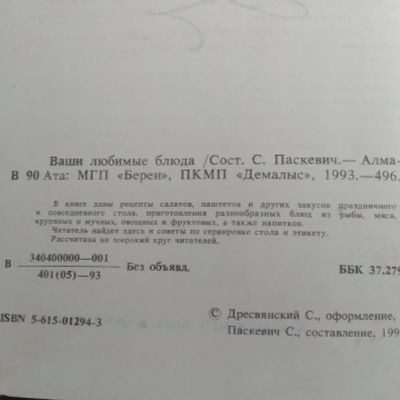 Ваши любимые блюда /Сост. С. Паскевич.— Алма-
В 90 Ата: МГП «Берен», ПКМП «Демалыс», 1993.—496.
В книге даны рецепты салатов, паштетов и других закусок праздничного
и повседневного стола, приготовления разнообразных блюд из рыбы, мяса,
крупяных и мучных, овощных и фруктовых, а также напитков.
Читатель найдет здесь и советы по сервировке стола и этикету.
Рассчитана на широкий круг читателей.
В 340400000—001
401(05)—93 Без объявл.
ББК 37.279
ISBN 5-615-01294-3
© Дресвянский С., оформление,
Паскевич С., составление, 199